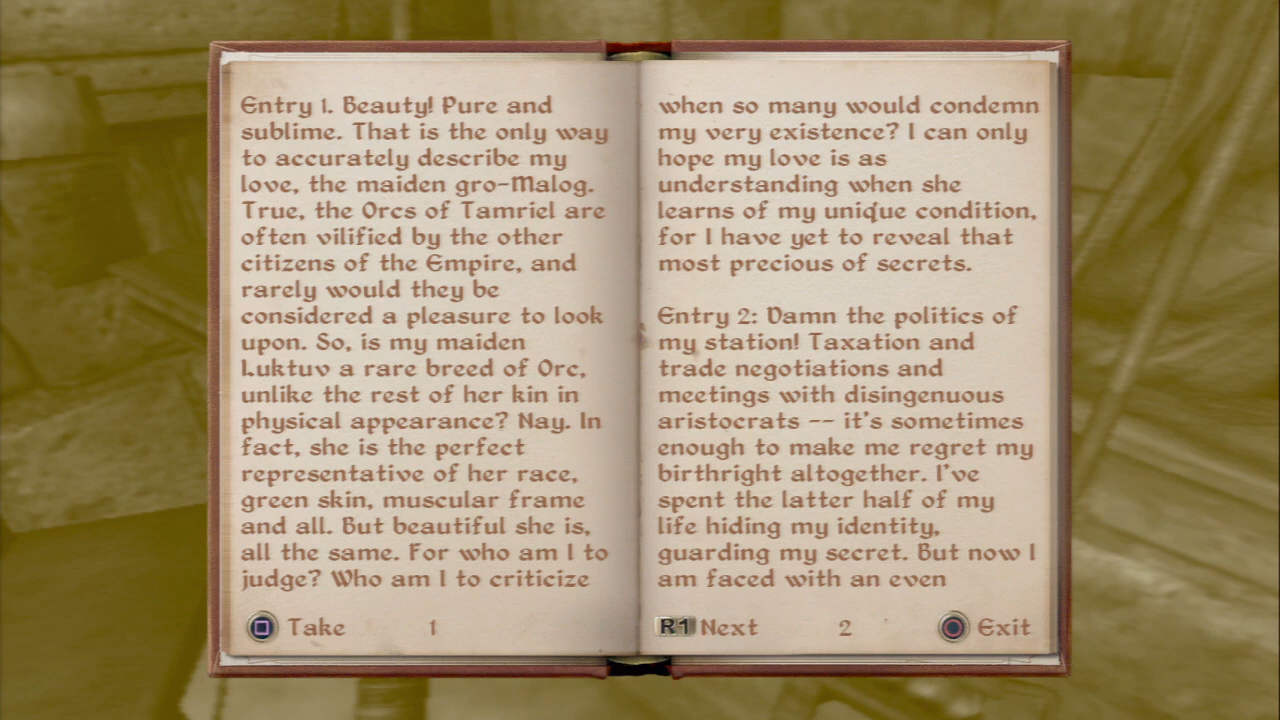 Entry 1. Beauty! Pure and
sublime. That is the only way
to accurately describe my
love, the maiden gro-Malog.
True, the Orcs of Tamriel are
often vilified by the other
citizens of the Empire, and
rarely would they be
considered a pleasure to look
upon. So, is my maiden
Luktuv a rare breed of Orc,
unlike the rest of her kin in
physical appearance? Nay. In
fact, she is the perfect
representative of her race,
green skin, muscular frame
and all. But beautiful she is,
all the same. For who am I to
judge? Who am I to criticize
when so many would condemn
my very existence? I can only
hope my love is as
understanding when she
learns of my unique condition,
for I have yet to reveal that
most precious of secrets.
Entry 2: Damn the politics of
my station! Taxation and
trade negotiations and
meetings with disingenuous
aristocrats -- it's sometimes
enough to make me regret my
birthright altogether. I've
spent the latter half of my
life hiding my identity,
guarding my secret. But now I
am faced with an even
Take 1 R1 Next 2 Exit